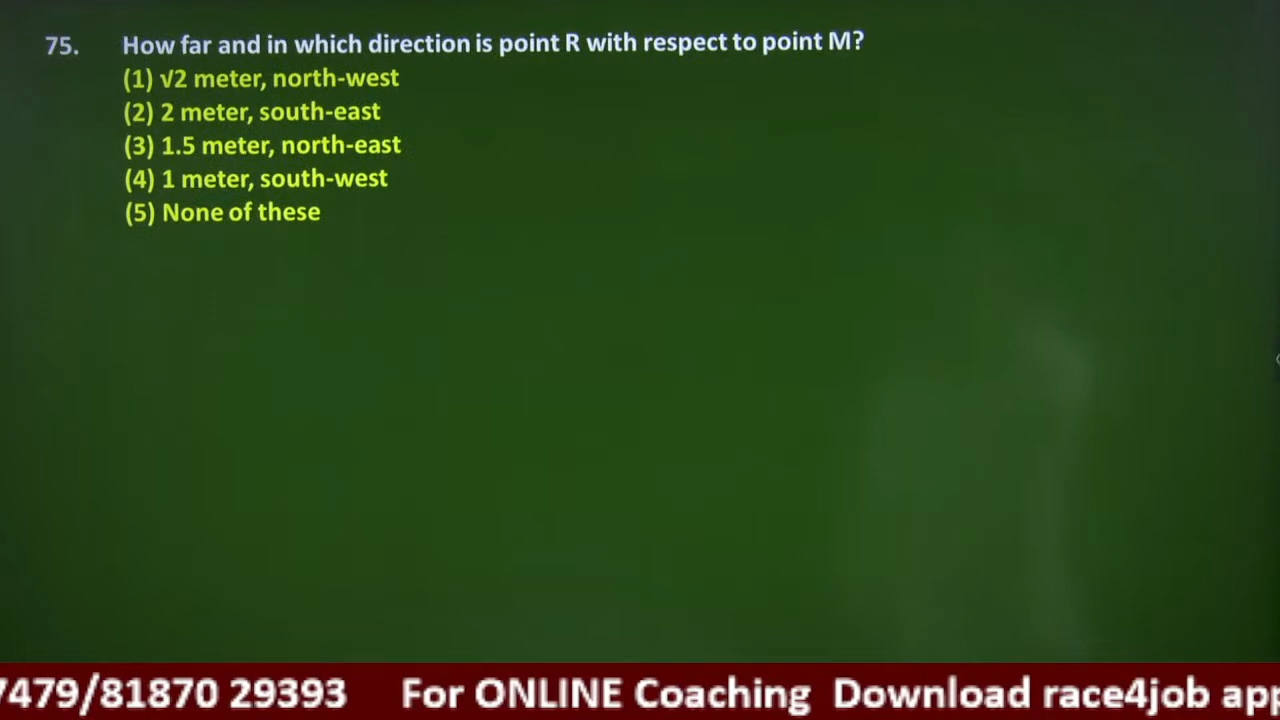 75. How far and in which direction is point R with respect to point M?
(1) √2 meter, north-west
(2) 2 meter, south-east
(3) 1.5 meter, north-east
(4) 1 meter, south-west
(5) None of these
7479/81870 29393 For ONLINE Coaching Download race4job app